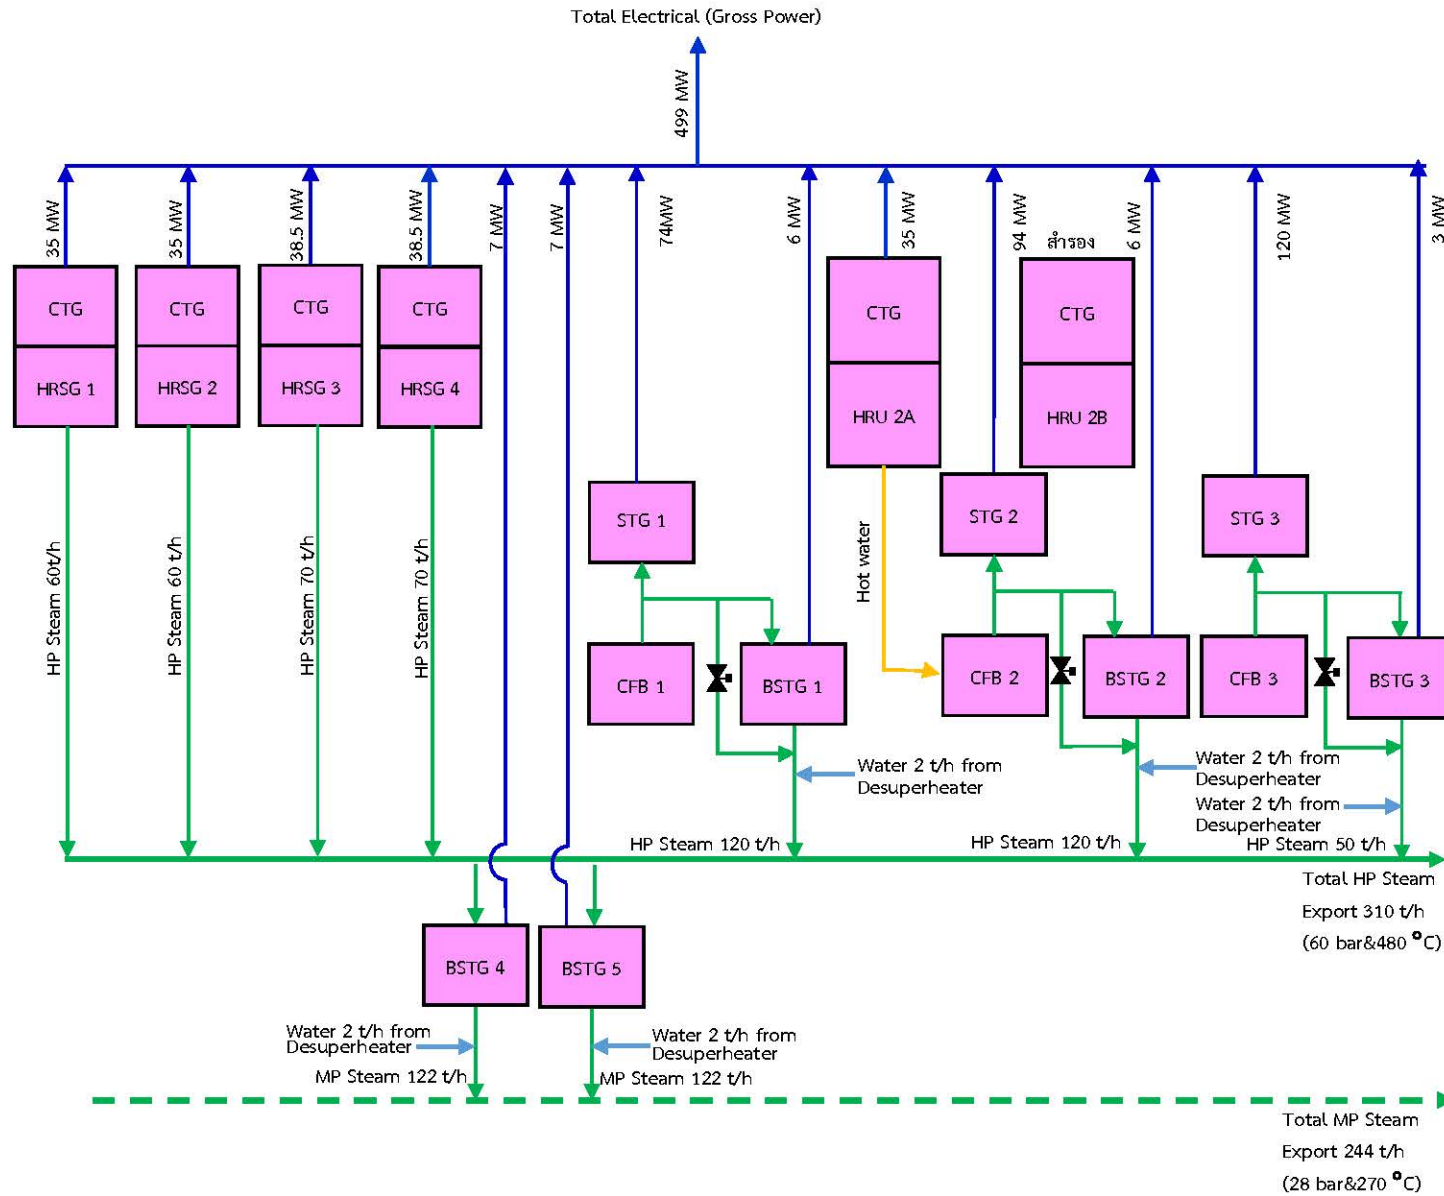 Total Electrical (Gross Power)
499 MW
35 MW
35 MW
38.5 MW
38.5 MW
7 MW
7 MW
74MW
6 MW
35 MW
94 MW
สำรอง
6 MW
120 MW
3 MW
CTG
CTG
CTG
CTG
CTG
CTG
HRSG 1
HRSG 2
HRSG 3
HRSG 4
HRU 2A
HRU 2B
STG 1
STG 2
STG 3
HP Steam 60t/h
HP Steam 60 t/h
HP Steam 70 t/h
HP Steam 70 t/h
Hot water
CFB 1
BSTG 1
CFB 2
BSTG 2
CFB 3
BSTG 3
Water 2 t/h from
Desuperheater
Water 2 t/h from
Desuperheater
Water 2 t/h from
Desuperheater
HP Steam 120 t/h
HP Steam 120 t/h
HP Steam 50 t/h
Total HP Steam
Export 310 t/h
(60 bar&480 °C)
BSTG 4
BSTG 5
Water 2 t/h from
Desuperheater
Water 2 t/h from
Desuperheater
MP Steam 122 t/h
MP Steam 122 t/h
Total MP Steam
Export 244 t/h
(28 bar&270 °C)